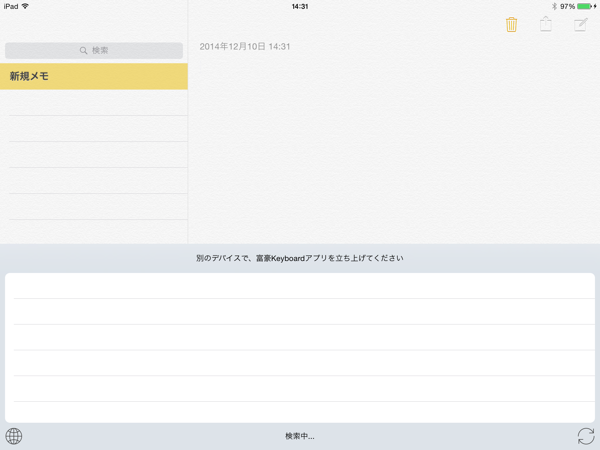 iPad 14:31 97%
検索
2014年12月10日 14:31
新規メモ
別のデバイスで、富豪Keyboardアプリを立ち上げてください
検索中...